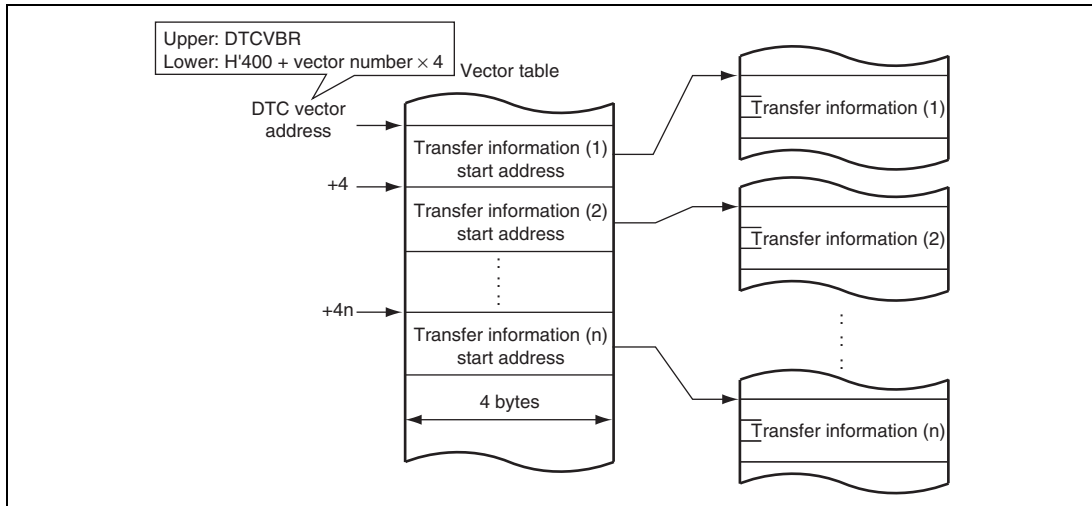 Upper: DTCVBR
Lower: H'400 + vector number × 4
Vector table
DTC vector
address
Transfer information (1)
start address
+4
Transfer information (2)
start address
+4n
Transfer information (n)
start address
4 bytes
Transfer information (1)
Transfer information (2)
Transfer information (n)